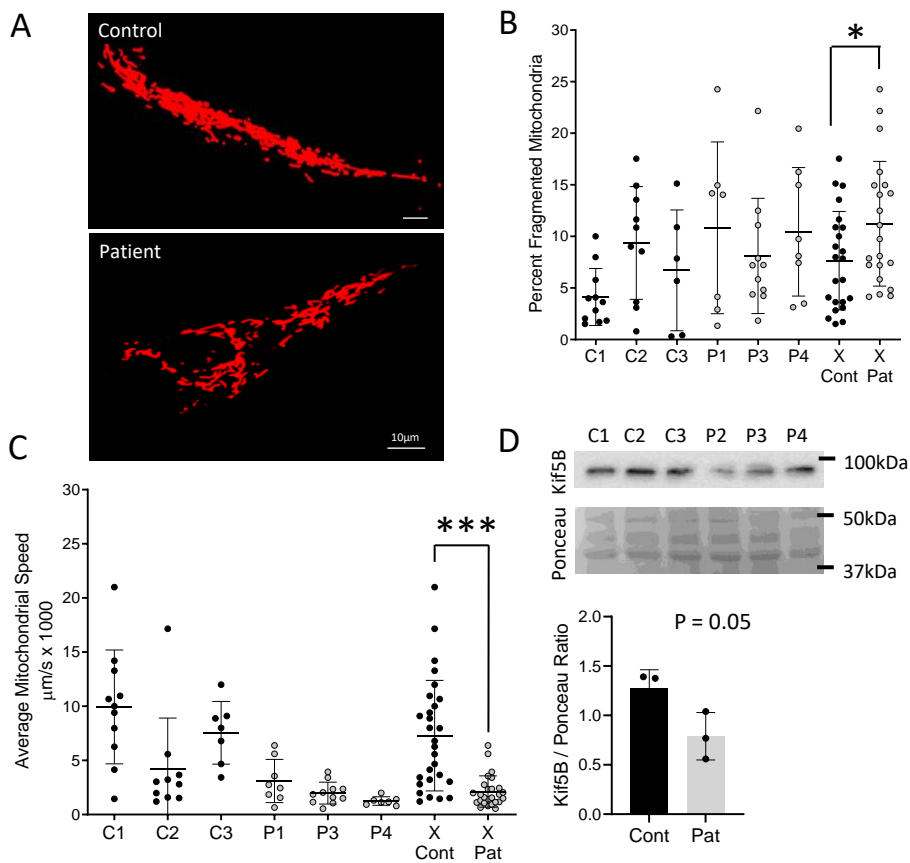 A
Control
Patient
10µm
B
Percent Fragmented Mitochondria
30
25
20
15
10
5
0
*
C1 C2 C3 P1 P3 P4 X X
Cont Pat
C
Average Mitochondrial Speed
µm/s x 1000
30
25
20
15
10
5
0
***
C1 C2 C3 P1 P3 P4 X X
Cont Pat
D
C1 C2 C3 P2 P3 P4
Kif5B
100kDa
Ponceau
50kDa
37kDa
Kif5B / Ponceau Ratio
2.0
1.5
1.0
0.5
0.0
P = 0.05
Cont Pat